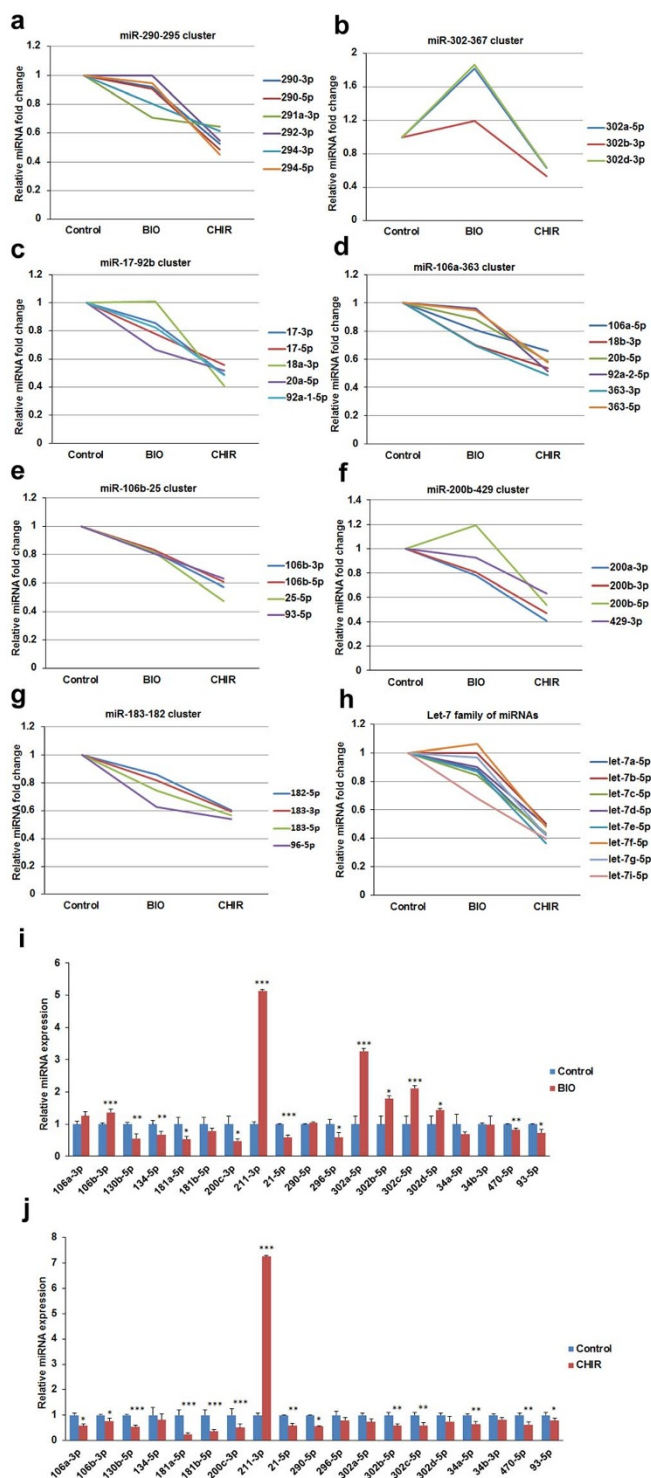 a
miR-290-295 cluster
Relative miRNA fold change
1.2
1
0.8
0.6
0.4
0.2
0
Control BIO CHIR
290-3p
290-5p
291a-3p
292-3p
294-3p
294-5p
b
miR-302-367 cluster
Relative miRNA fold change
2
1.6
1.2
0.8
0.4
0
Control BIO CHIR
302a-5p
302b-3p
302d-3p
c
miR-17-92b cluster
Relative miRNA fold change
1.2
1
0.8
0.6
0.4
0.2
0
Control BIO CHIR
17-3p
17-5p
18a-3p
20a-5p
92a-1-5p
d
miR-106a-363 cluster
Relative miRNA fold change
1.2
1
0.8
0.6
0.4
0.2
0
Control BIO CHIR
106a-5p
18b-3p
20b-5p
92a-2-5p
363-3p
363-5p
e
miR-106b-25 cluster
Relative miRNA fold change
1.2
1
0.8
0.6
0.4
0.2
0
Control BIO CHIR
106b-3p
106b-5p
25-5p
93-5p
f
miR-200b-429 cluster
Relative miRNA fold change
1.4
1.2
1
0.8
0.6
0.4
0.2
0
Control BIO CHIR
200a-3p
200b-3p
200b-5p
429-3p
g
miR-183-182 cluster
Relative miRNA fold change
1.2
1
0.8
0.6
0.4
0.2
0
Control BIO CHIR
182-5p
183-3p
183-5p
96-5p
h
Let-7 family of miRNAs
Relative miRNA fold change
1.2
1
0.8
0.6
0.4
0.2
0
Control BIO CHIR
let-7a-5p
let-7b-5p
let-7c-5p
let-7d-5p
let-7e-5p
let-7f-5p
let-7g-5p
let-7i-5p
i
Relative miRNA expression
6
5
4
3
2
1
0
*** ** ** * * *** *** * *** * *** * ** *
Control
BIO
106a-3p 106b-3p 130b-5p 134-5p 181a-5p 181b-5p 200c-3p 211-3p 21-5p 290-5p 296-5p 302a-5p 302b-5p 302c-5p 302d-5p 34a-5p 34b-3p 470-5p 93-5p
j
Relative miRNA expression
8
7
6
5
4
3
2
1
0
* * *** *** *** *** *** ** * ** ** ** ** *
Control
CHIR
106a-3p 106b-3p 130b-5p 134-5p 181a-5p 181b-5p 200c-3p 211-3p 21-5p 290-5p 296-5p 302a-5p 302b-5p 302c-5p 302d-5p 34a-5p 34b-3p 470-5p 93-5p